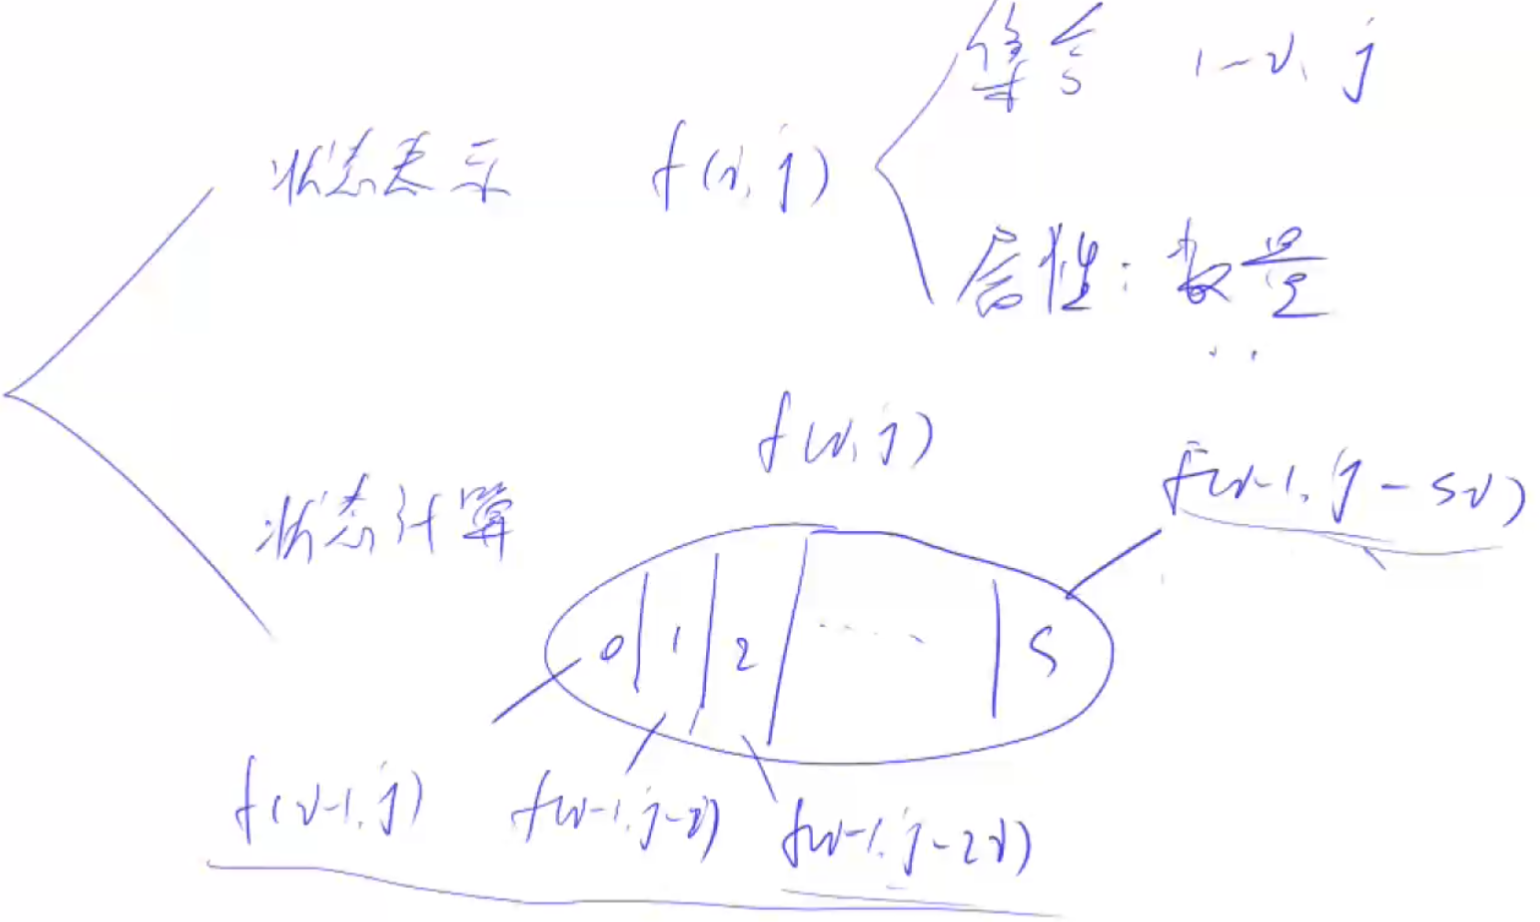 集合 1~i, j
状态表示 f(i, j)
属性：数量
f(i, j)
f(i-1, j-si)
状态计算
0 1 2 ..... S
f(i-1, j) f(i-1, j-i) f(i-1, j-2i)